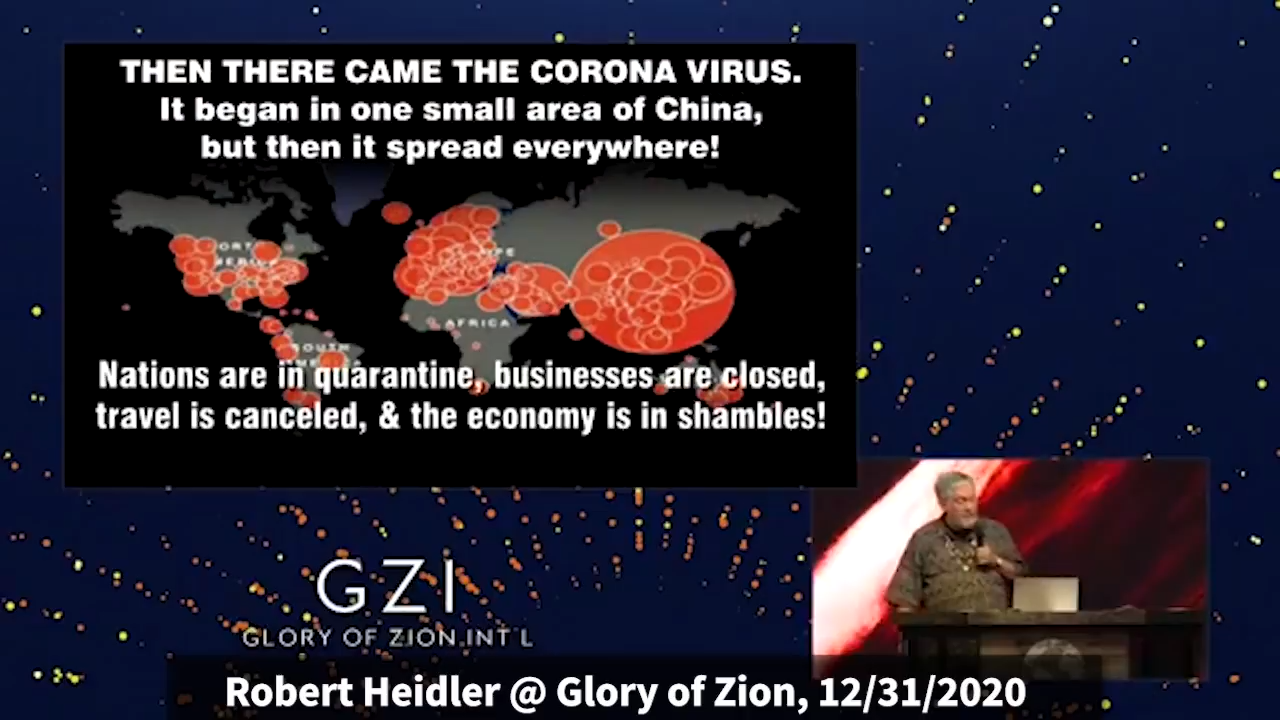 THEN THERE CAME THE CORONA VIRUS.
It began in one small area of China,
but then it spread everywhere!
AFRICA
SOUTH
Nations are in quarantine, businesses are closed,
travel is canceled, & the economy is in shambles!
GZI
GLORY OF ZION INT'L
Robert Heidler @ Glory of Zion, 12/31/2020